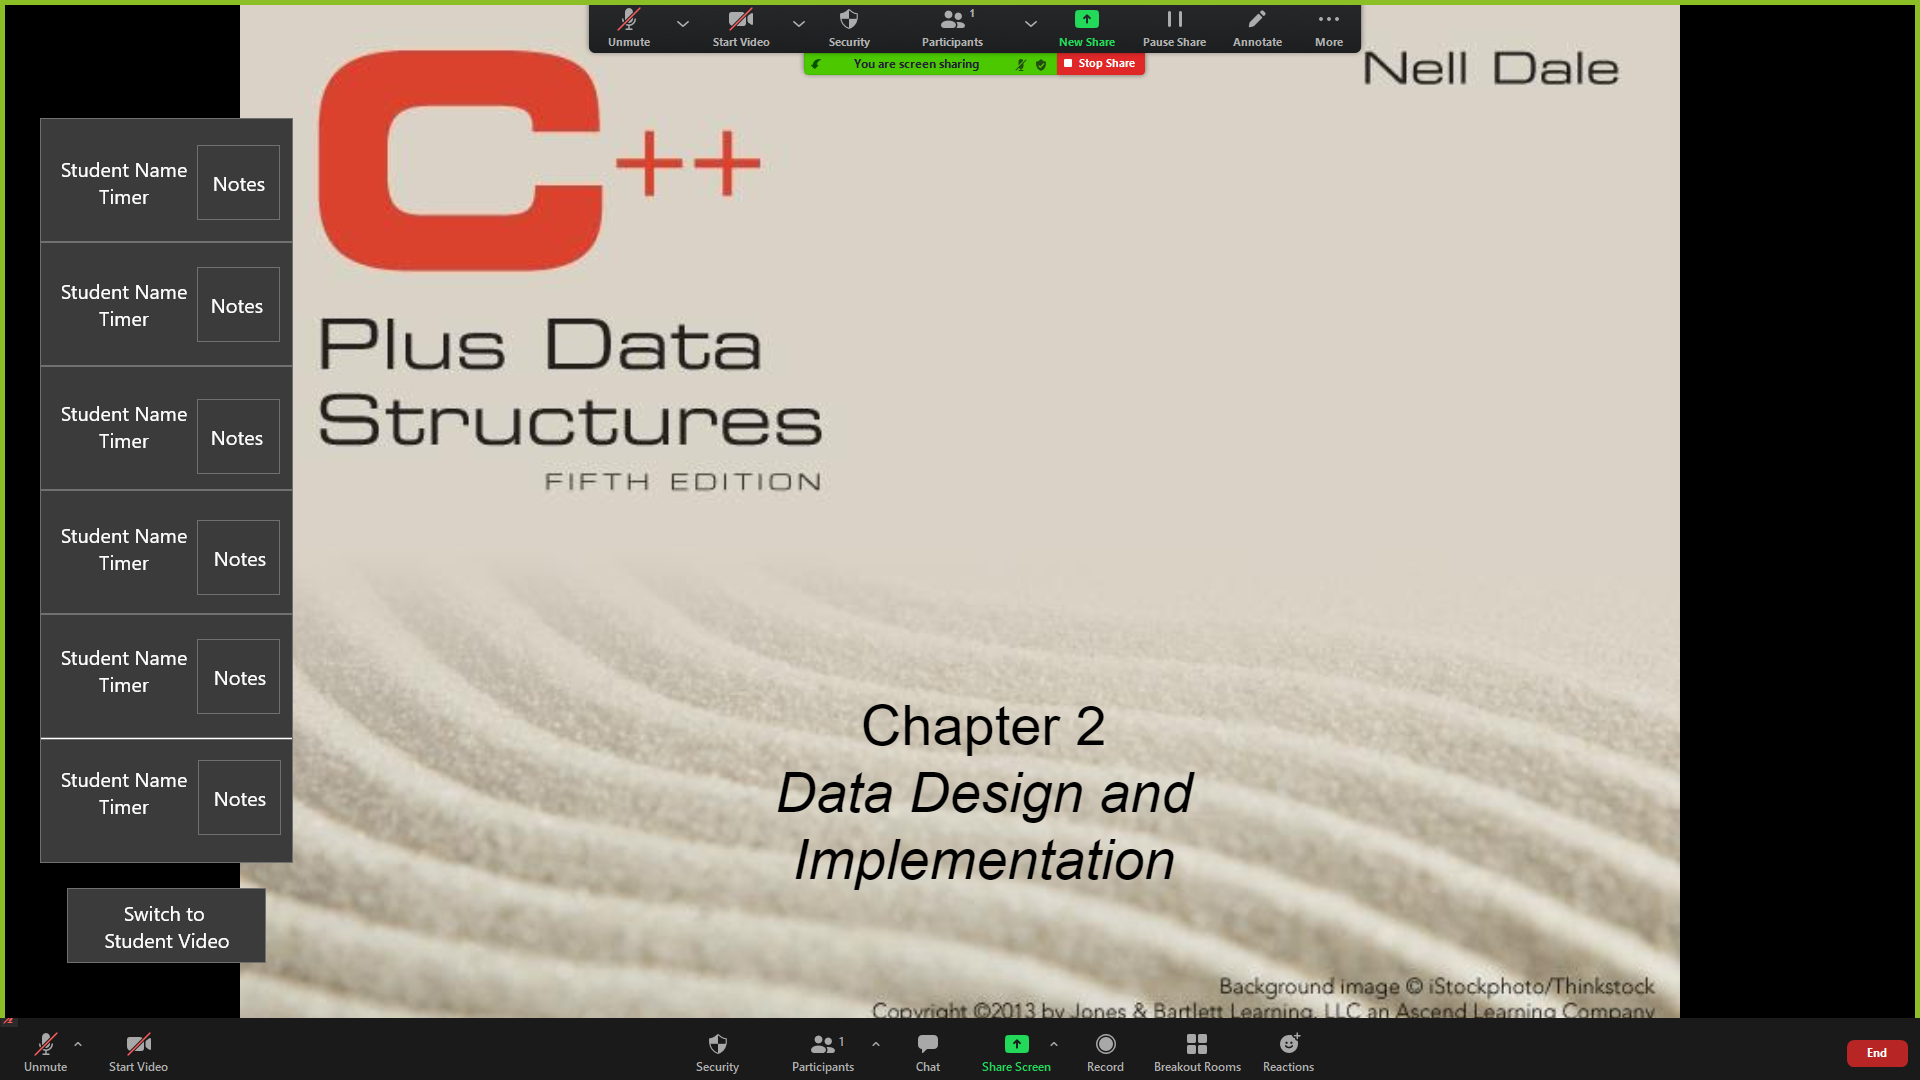 Unmute
Start Video
Security
Participants 1
New Share
Pause Share
Annotate
More
You are screen sharing
Stop Share
Nell Dale
C++
Plus Data
Structures
FIFTH EDITION
Student Name
Timer
Notes
Student Name
Timer
Notes
Student Name
Timer
Notes
Student Name
Timer
Notes
Student Name
Timer
Notes
Student Name
Timer
Notes
Switch to
Student Video
Chapter 2
Data Design and
Implementation
Background image © iStockphoto/Thinkstock
Copyright ©2013 by Jones & Bartlett Learning, LLC an Ascend Learning Company
Unmute
Start Video
Security
Participants 1
Chat
Share Screen
Record
Breakout Rooms
Reactions
End